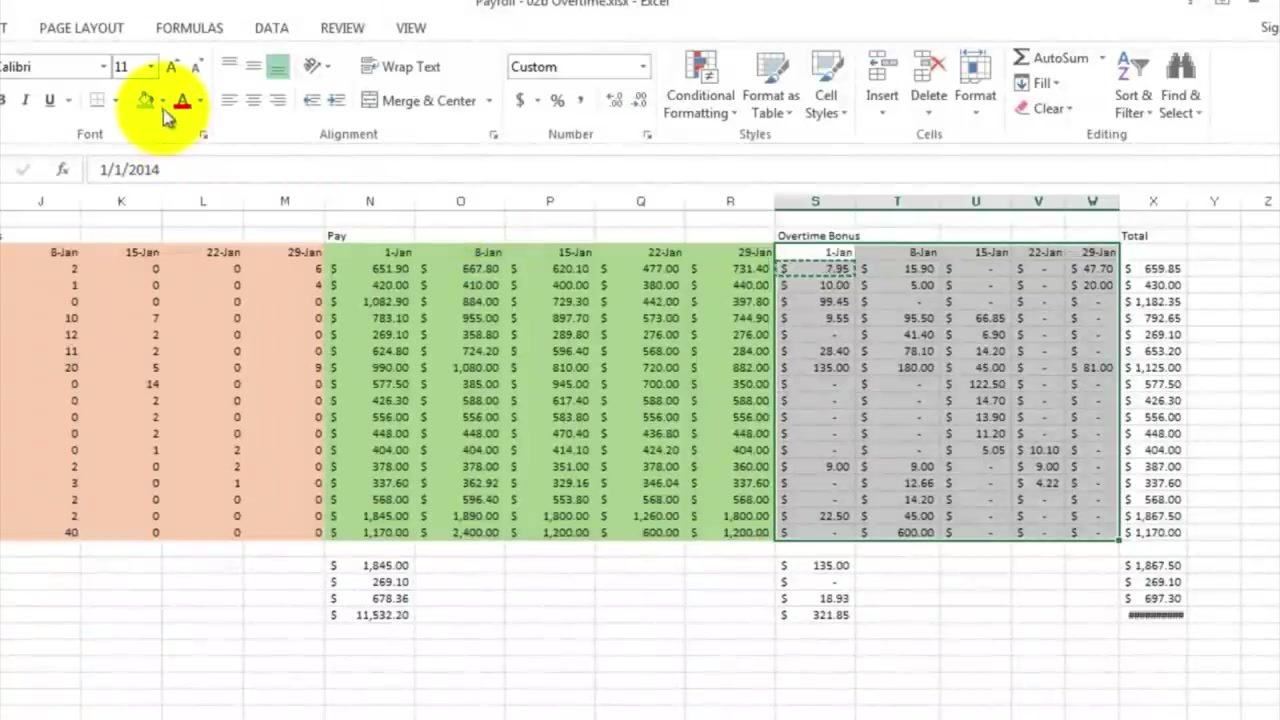 Payroll - 02b Overtime.xlsx - Excel
PAGE LAYOUT FORMULAS DATA REVIEW VIEW Sig
alibri 11 A A Wrap Text Custom AutoSum
B I U A Merge & Center $ % , Conditional Formatting Format as Table Cell Styles Insert Delete Format Fill Clear Sort & Filter Find & Select
Font Alignment Number Styles Cells Editing
fx 1/1/2014
J K L M N O P Q R S T U V W X Y Z
s Pay Overtime Bonus Total
8-Jan 15-Jan 22-Jan 29-Jan 1-Jan 8-Jan 15-Jan 22-Jan 29-Jan 1-Jan 8-Jan 15-Jan 22-Jan 29-Jan
2 0 0 6 $ 651.90 $ 667.80 $ 620.10 $ 477.00 $ 731.40 $ 7.95 $ 15.90 $ - $ - $ 47.70 $ 659.85
1 0 0 4 $ 420.00 $ 410.00 $ 400.00 $ 380.00 $ 440.00 $ 10.00 $ 5.00 $ - $ - $ 20.00 $ 430.00
0 0 0 0 $ 1,082.90 $ 884.00 $ 729.30 $ 442.00 $ 397.80 $ 99.45 $ - $ - $ - $ - $ 1,182.35
10 7 0 0 $ 783.10 $ 955.00 $ 897.70 $ 573.00 $ 744.90 $ 9.55 $ 95.50 $ 66.85 $ - $ - $ 792.65
12 2 0 0 $ 269.10 $ 358.80 $ 289.80 $ 276.00 $ 276.00 $ - $ 41.40 $ 6.90 $ - $ - $ 269.10
11 2 0 0 $ 624.80 $ 724.20 $ 596.40 $ 568.00 $ 284.00 $ 28.40 $ 78.10 $ 14.20 $ - $ - $ 653.20
20 5 0 9 $ 990.00 $ 1,080.00 $ 810.00 $ 720.00 $ 882.00 $ 135.00 $ 180.00 $ 45.00 $ - $ 81.00 $ 1,125.00
0 14 0 0 $ 577.50 $ 385.00 $ 945.00 $ 700.00 $ 350.00 $ - $ - $ 122.50 $ - $ - $ 577.50
0 2 0 0 $ 426.30 $ 588.00 $ 617.40 $ 588.00 $ 588.00 $ - $ - $ 14.70 $ - $ - $ 426.30
0 2 0 0 $ 556.00 $ 556.00 $ 583.80 $ 556.00 $ 556.00 $ - $ - $ 13.90 $ - $ - $ 556.00
0 2 0 0 $ 448.00 $ 448.00 $ 470.40 $ 436.80 $ 448.00 $ - $ - $ 11.20 $ - $ - $ 448.00
0 1 2 0 $ 404.00 $ 404.00 $ 414.10 $ 424.20 $ 404.00 $ - $ - $ 5.05 $ 10.10 $ - $ 404.00
2 0 2 0 $ 378.00 $ 378.00 $ 351.00 $ 378.00 $ 360.00 $ 9.00 $ 9.00 $ - $ 9.00 $ - $ 387.00
3 0 1 0 $ 337.60 $ 362.92 $ 329.16 $ 346.04 $ 337.60 $ - $ 12.66 $ - $ 4.22 $ - $ 337.60
2 0 0 0 $ 568.00 $ 596.40 $ 553.80 $ 568.00 $ 568.00 $ - $ 14.20 $ - $ - $ - $ 568.00
2 0 0 0 $ 1,845.00 $ 1,890.00 $ 1,800.00 $ 1,260.00 $ 1,800.00 $ 22.50 $ 45.00 $ - $ - $ - $ 1,867.50
40 0 0 0 $ 1,170.00 $ 2,400.00 $ 1,200.00 $ 600.00 $ 1,200.00 $ - $ 600.00 $ - $ - $ - $ 1,170.00
$ 1,845.00 $ 135.00 $ 1,867.50
$ 269.10 $ - $ 269.10
$ 678.36 $ 18.93 $ 697.30
$ 11,532.20 $ 321.85 ##########